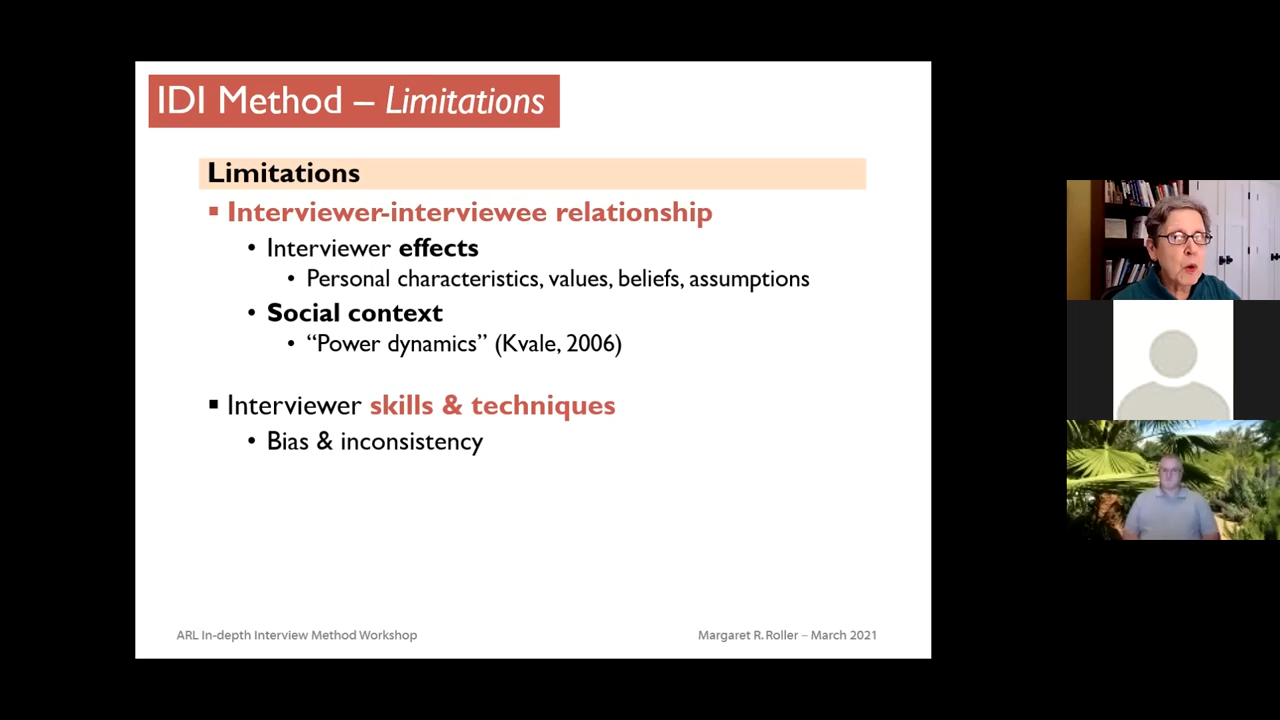 IDI Method – Limitations
Limitations
▪ Interviewer-interviewee relationship
• Interviewer effects
• Personal characteristics, values, beliefs, assumptions
• Social context
• “Power dynamics” (Kvale, 2006)
▪ Interviewer skills & techniques
• Bias & inconsistency
ARL In-depth Interview Method Workshop
Margaret R. Roller – March 2021